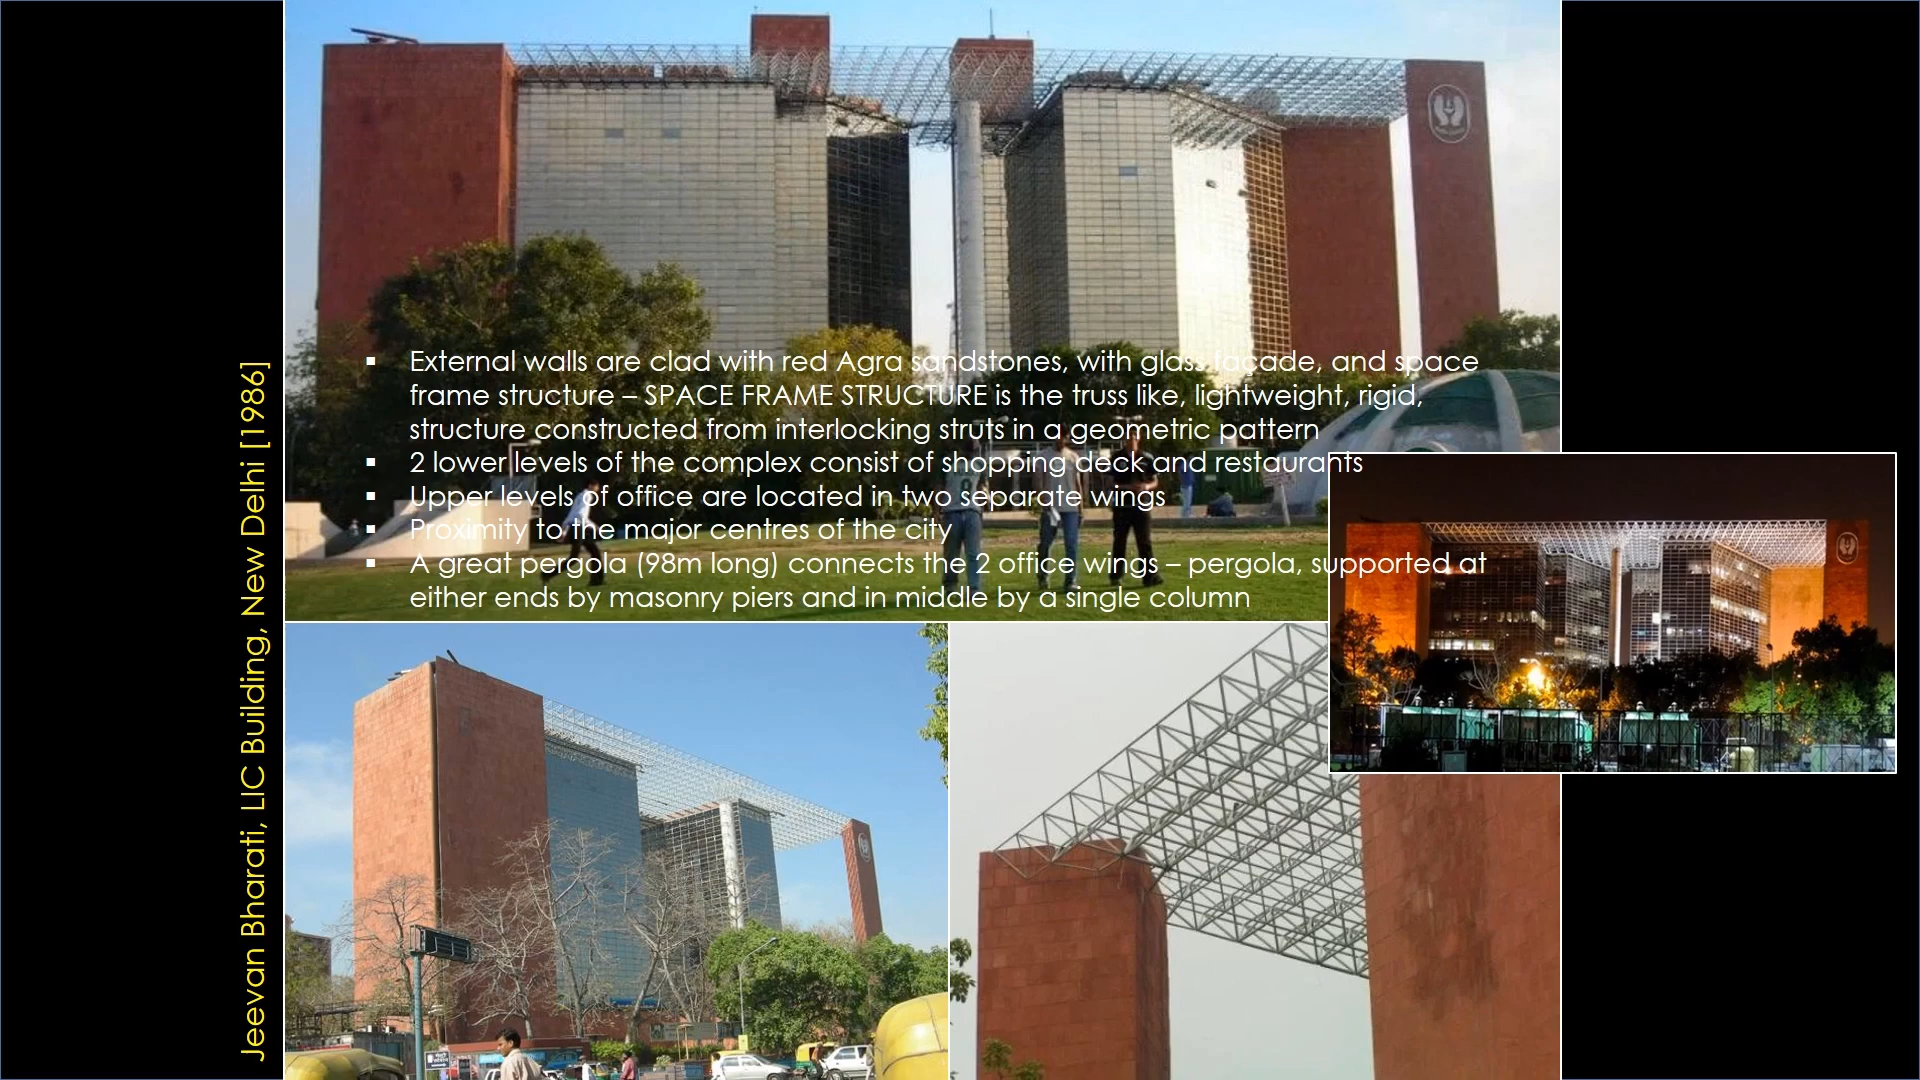 Jeevan Bharati, LIC Building, New Delhi [1986]
▪ External walls are clad with red Agra sandstones, with glass façade, and space
frame structure – SPACE FRAME STRUCTURE is the truss like, lightweight, rigid,
structure constructed from interlocking struts in a geometric pattern
▪ 2 lower levels of the complex consist of shopping deck and restaurants
▪ Upper levels of office are located in two separate wings
▪ Proximity to the major centres of the city
▪ A great pergola (98m long) connects the 2 office wings – pergola, supported at
either ends by masonry piers and in middle by a single column